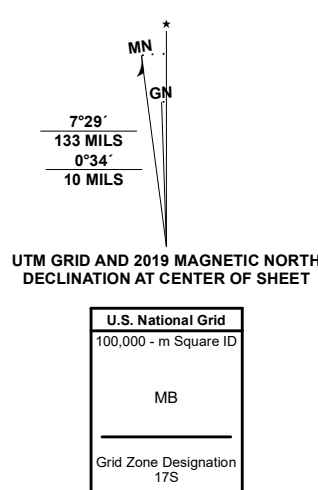 MN
GN
7°29´
133 MILS
0°34´
10 MILS
UTM GRID AND 2019 MAGNETIC NORTH
DECLINATION AT CENTER OF SHEET
U.S. National Grid
100,000 - m Square ID
MB
Grid Zone Designation
17S